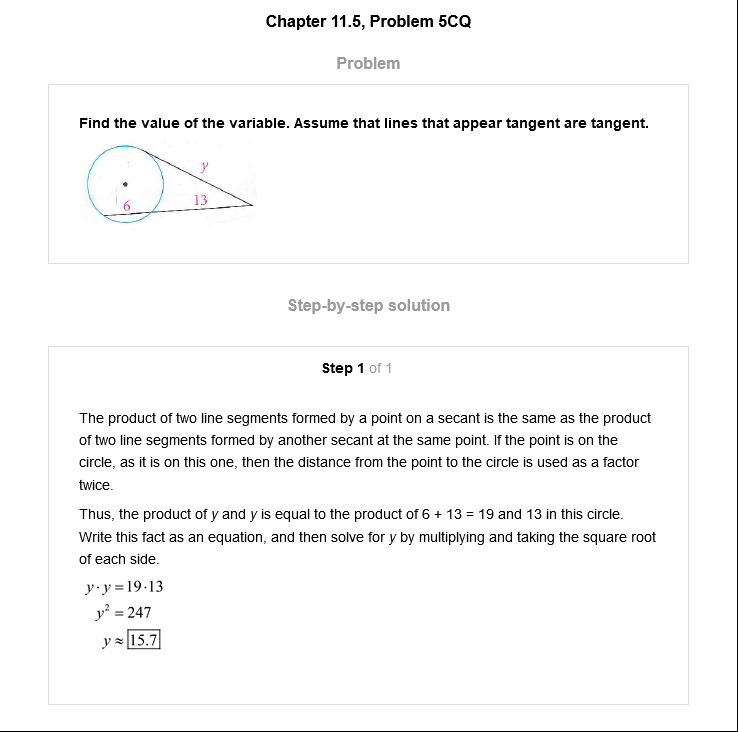 Chapter 11.5, Problem 5CQ
Problem
Find the value of the variable. Assume that lines that appear tangent are tangent.
y
6 13
Step-by-step solution
Step 1 of 1
The product of two line segments formed by a point on a secant is the same as the product
of two line segments formed by another secant at the same point. If the point is on the
circle, as it is on this one, then the distance from the point to the circle is used as a factor
twice.
Thus, the product of y and y is equal to the product of 6 + 13 = 19 and 13 in this circle.
Write this fact as an equation, and then solve for y by multiplying and taking the square root
of each side.
y·y=19·13
y² = 247
y ≈ 15.7